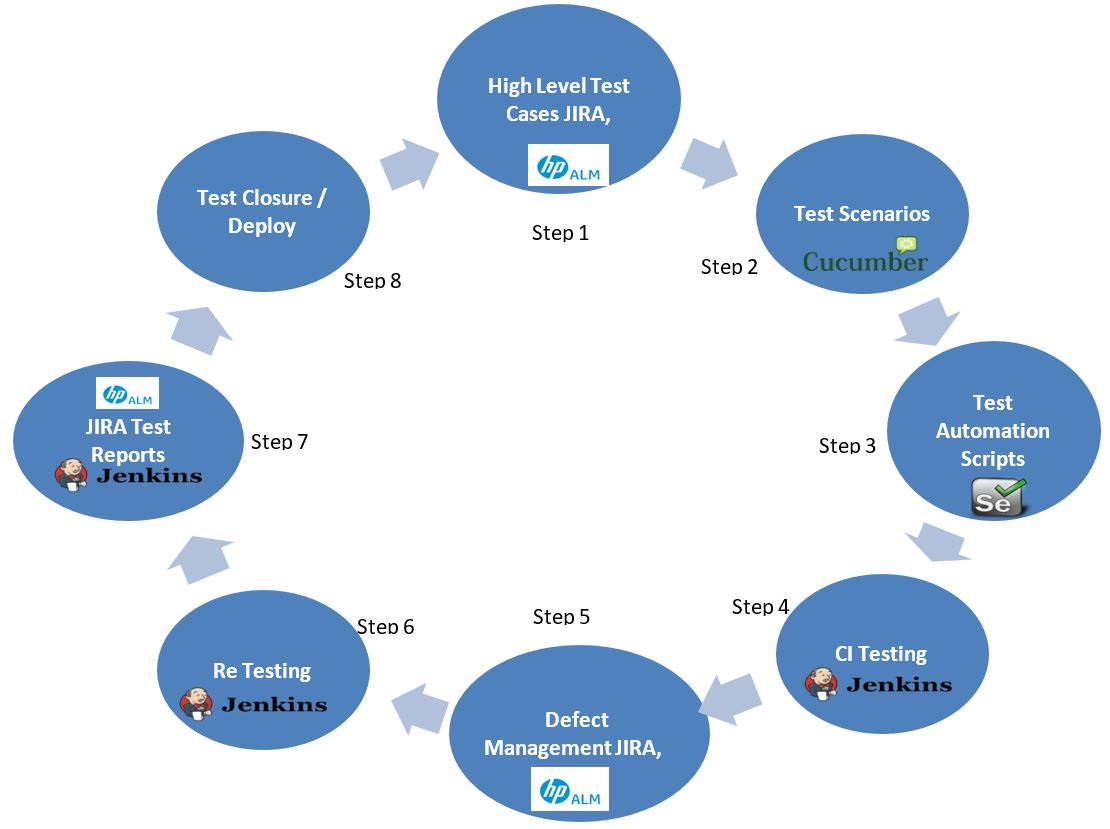 High Level Test
Cases JIRA,
hp ALM
Step 1
Test Scenarios
Cucumber
Step 2
Test
Automation
Scripts
Se
Step 3
CI Testing
Jenkins
Step 4
Step 5
Defect
Management JIRA,
hp ALM
Re Testing
Jenkins
Step 6
hp ALM
JIRA Test
Reports
Jenkins
Step 7
Test Closure /
Deploy
Step 8